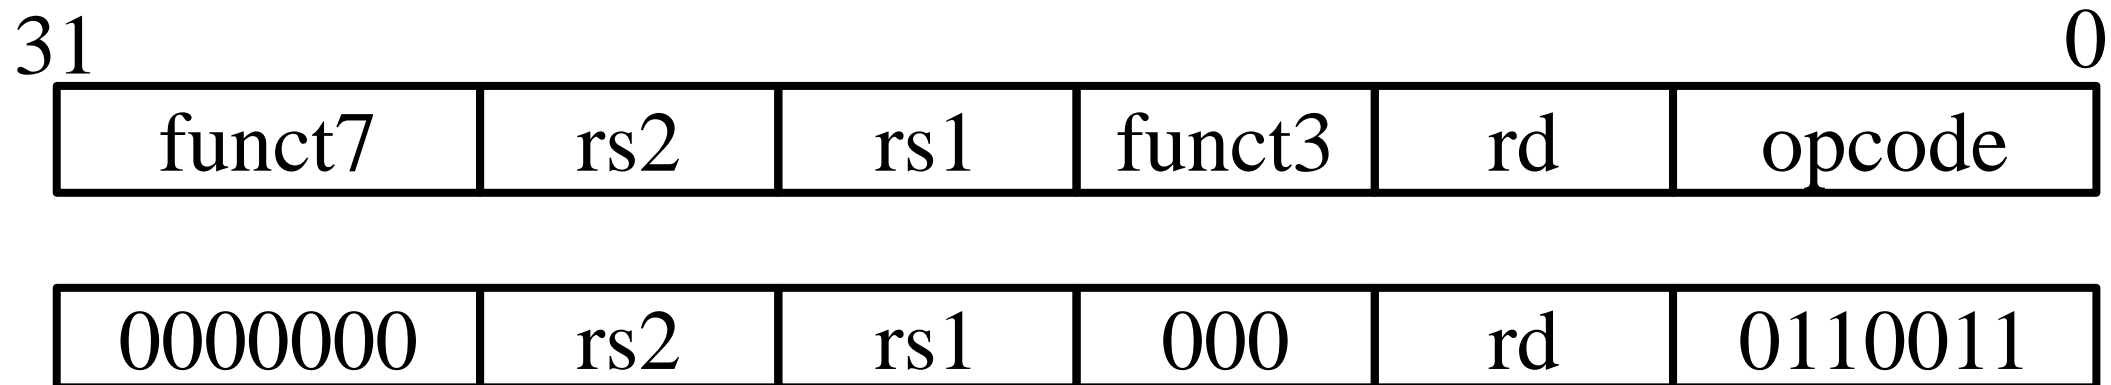 31 0
funct7 rs2 rs1 funct3 rd opcode
0000000 rs2 rs1 000 rd 0110011